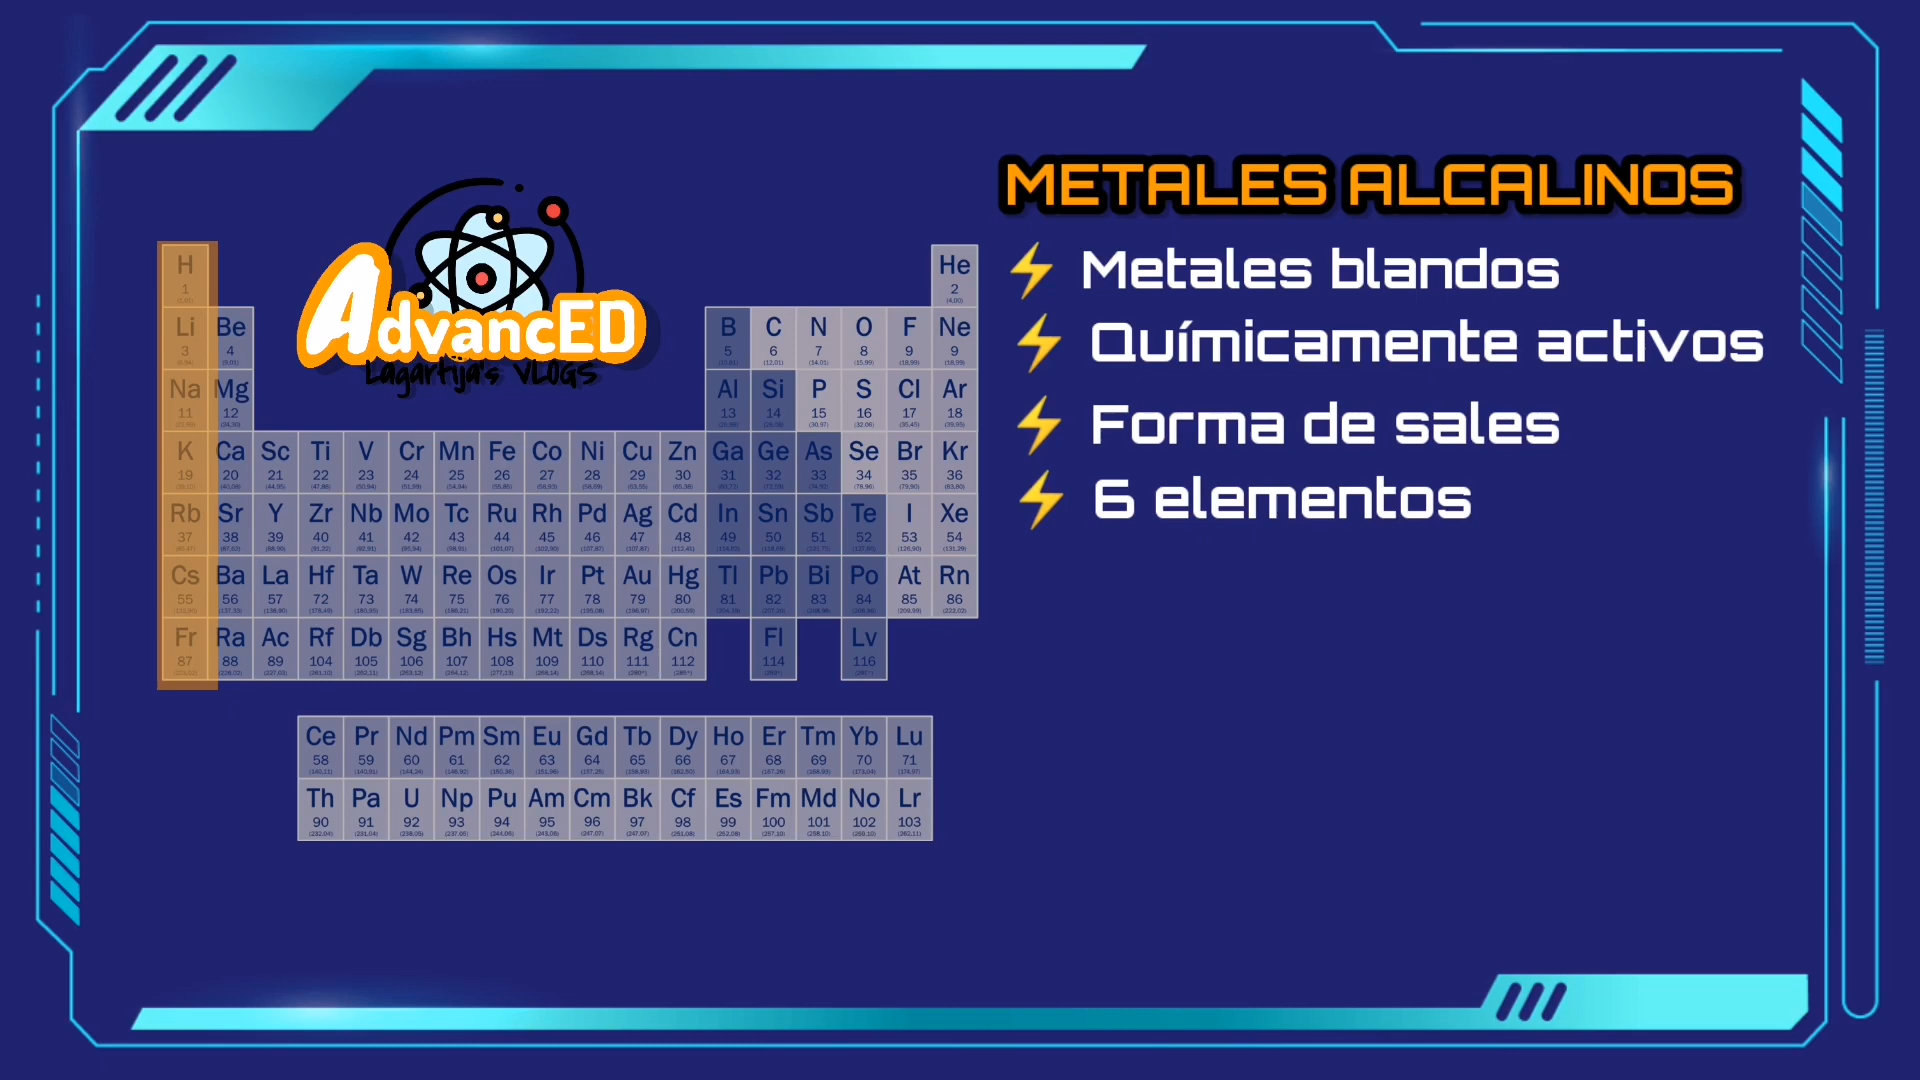 AdvancED
Lagartija's VLOGS
METALES ALCALINOS
⚡ Metales blandos
⚡ Químicamente activos
⚡ Forma de sales
⚡ 6 elementos
H He
1 2
Li Be B C N O F Ne
3 4 5 6 7 8 9 9
Na Mg Al Si P S Cl Ar
11 12 13 14 15 16 17 18
K Ca Sc Ti V Cr Mn Fe Co Ni Cu Zn Ga Ge As Se Br Kr
19 20 21 22 23 24 25 26 27 28 29 30 31 32 33 34 35 36
Rb Sr Y Zr Nb Mo Tc Ru Rh Pd Ag Cd In Sn Sb Te I Xe
37 38 39 40 41 42 43 44 45 46 47 48 49 50 51 52 53 54
Cs Ba La Hf Ta W Re Os Ir Pt Au Hg Tl Pb Bi Po At Rn
55 56 57 72 73 74 75 76 77 78 79 80 81 82 83 84 85 86
Fr Ra Ac Rf Db Sg Bh Hs Mt Ds Rg Cn Fl Lv
87 88 89 104 105 106 107 108 109 110 111 112 114 116
Ce Pr Nd Pm Sm Eu Gd Tb Dy Ho Er Tm Yb Lu
58 59 60 61 62 63 64 65 66 67 68 69 70 71
Th Pa U Np Pu Am Cm Bk Cf Es Fm Md No Lr
90 91 92 93 94 95 96 97 98 99 100 101 102 103